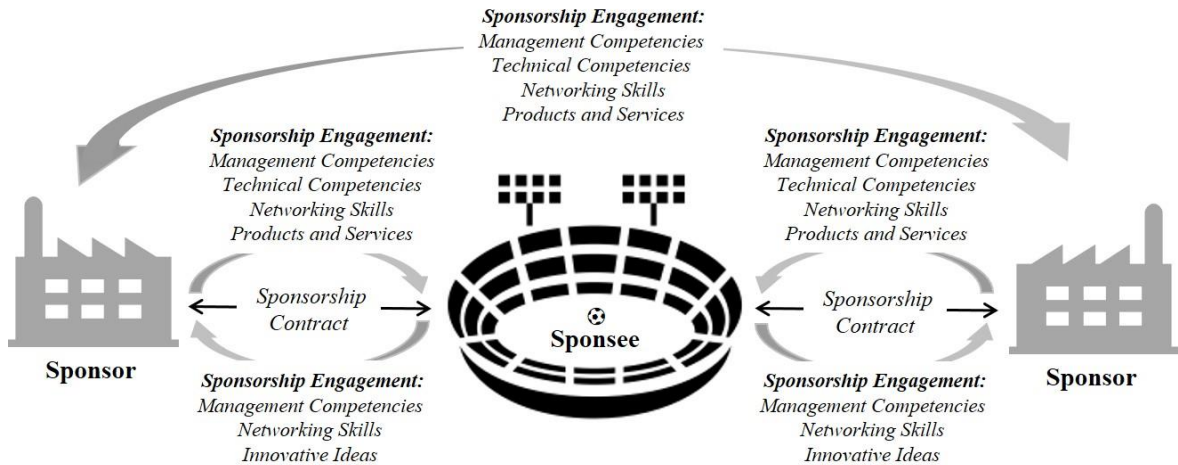 Sponsorship Engagement:
Management Competencies
Technical Competencies
Networking Skills
Products and Services
Sponsorship Engagement:
Management Competencies
Technical Competencies
Networking Skills
Products and Services
Sponsorship Engagement:
Management Competencies
Technical Competencies
Networking Skills
Products and Services
Sponsorship
Contract
Sponsee
Sponsorship
Contract
Sponsor
Sponsor
Sponsorship Engagement:
Management Competencies
Networking Skills
Innovative Ideas
Sponsorship Engagement:
Management Competencies
Networking Skills
Innovative Ideas